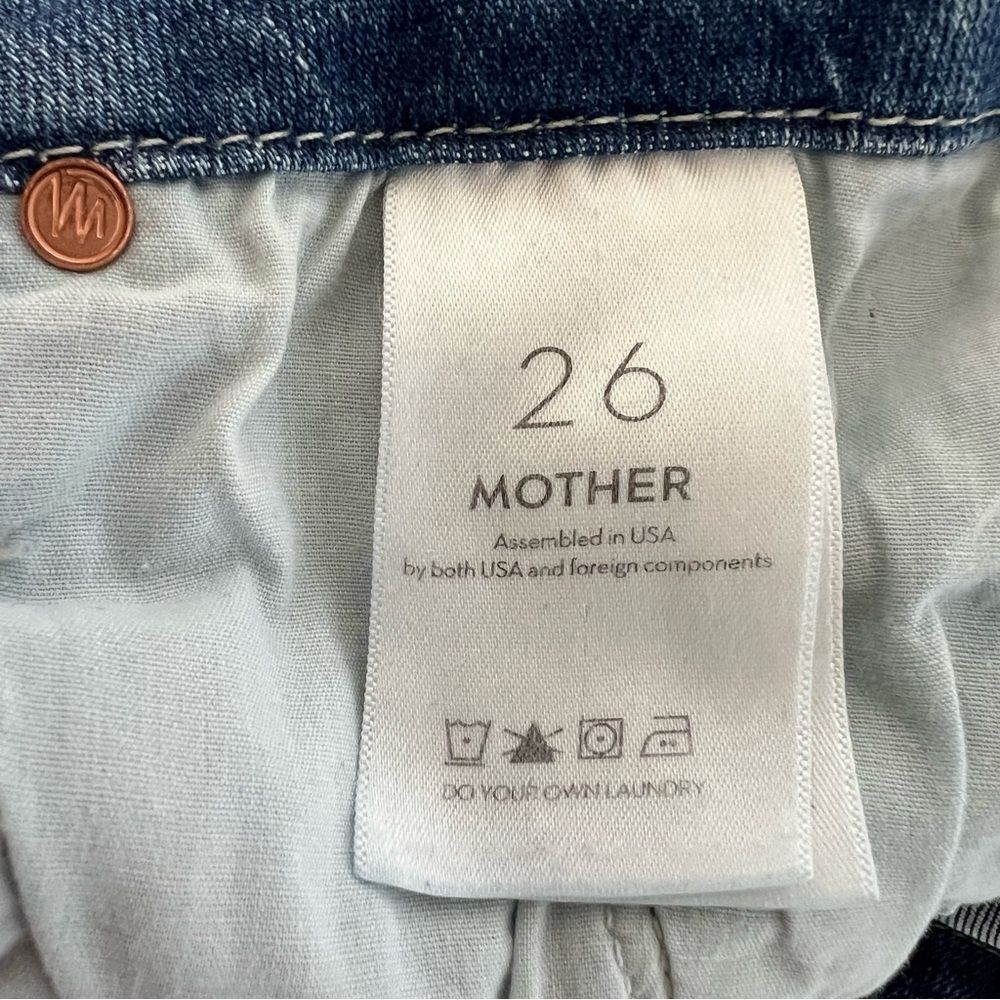 26
MOTHER
Assembled in USA
by both USA and foreign components
DO YOUR OWN LAUNDRY